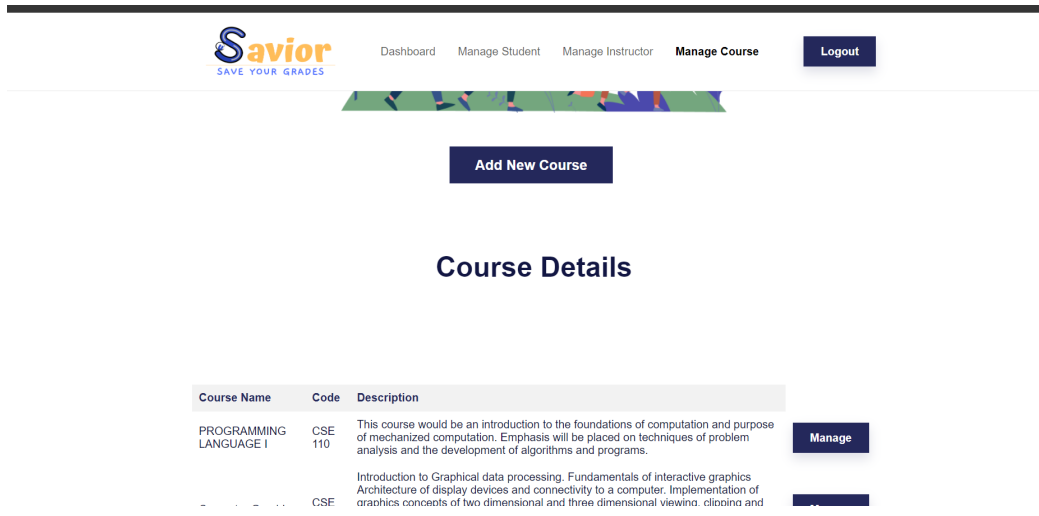 Savior
SAVE YOUR GRADES
Dashboard Manage Student Manage Instructor Manage Course Logout
Add New Course
Course Details
Course Name Code Description
PROGRAMMING LANGUAGE I
CSE 110
This course would be an introduction to the foundations of computation and purpose
of mechanized computation. Emphasis will be placed on techniques of problem
analysis and the development of algorithms and programs.
Manage
Introduction to Graphical data processing. Fundamentals of interactive graphics
Architecture of display devices and connectivity to a computer. Implementation of
CSE
graphics concepts of two dimensional and three dimensional viewing, clipping and